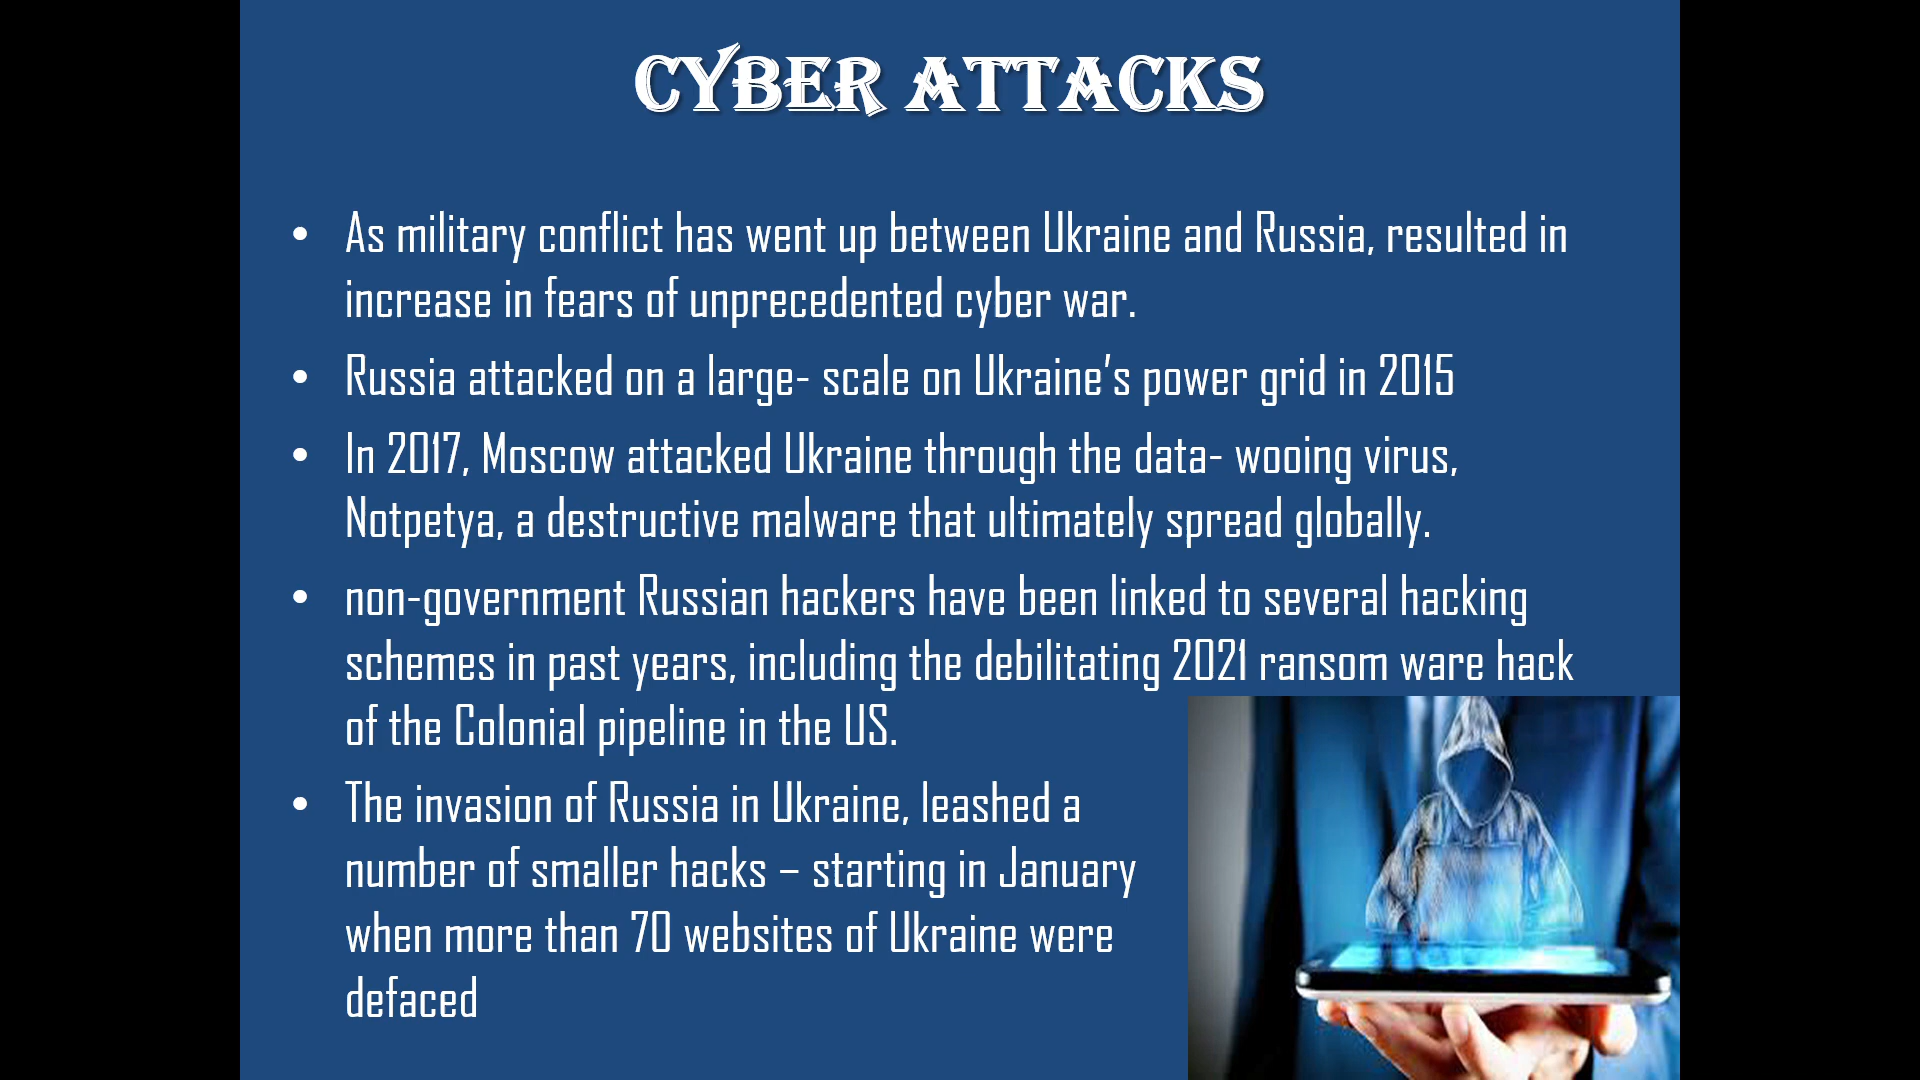 CYBER ATTACKS
• As military conflict has went up between Ukraine and Russia, resulted in
increase in fears of unprecedented cyber war.
• Russia attacked on a large- scale on Ukraine’s power grid in 2015
• In 2017, Moscow attacked Ukraine through the data- wooing virus,
Notpetya, a destructive malware that ultimately spread globally.
• non-government Russian hackers have been linked to several hacking
schemes in past years, including the debilitating 2021 ransom ware hack
of the Colonial pipeline in the US.
• The invasion of Russia in Ukraine, leashed a
number of smaller hacks – starting in January
when more than 70 websites of Ukraine were
defaced